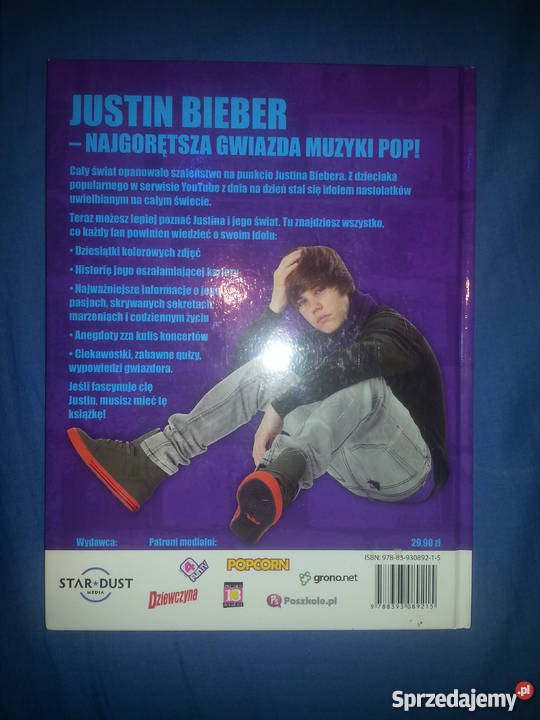 JUSTIN BIEBER
– NAJGORĘTSZA GWIAZDA MUZYKI POP!
Cały świat opanowało szaleństwo na punkcie Justina Biebera. Z dzieciaka
popularnego w serwisie YouTube z dnia na dzień stał się idolem nastolatków
uwielbianym na całym świecie.
Teraz możesz lepiej poznać Justina i jego świat. Tu znajdziesz wszystko,
co każdy fan powinien wiedzieć o swoim idolu:
• Dziesiątki kolorowych zdjęć
• Historię jego oszałamiającej kariery
• Najważniejsze informacje o jego
pasjach, skrywanych sekretach,
marzeniach i codziennym życiu
• Anegdoty zza kulis koncertów
• Ciekawostki, zabawne quizy,
wypowiedzi gwiazdora.
Jeśli fascynuje cię
Justin, musisz mieć tę
książkę!
Wydawca: Patroni medialni: 29.90 zł
ISBN: 978-83-930892-1-5
STAR DUST
MEDIA
POPCORN
grono.net
Dziewczyna
Poszkole.pl
9 788393 089215
Sprzedajemy.pl